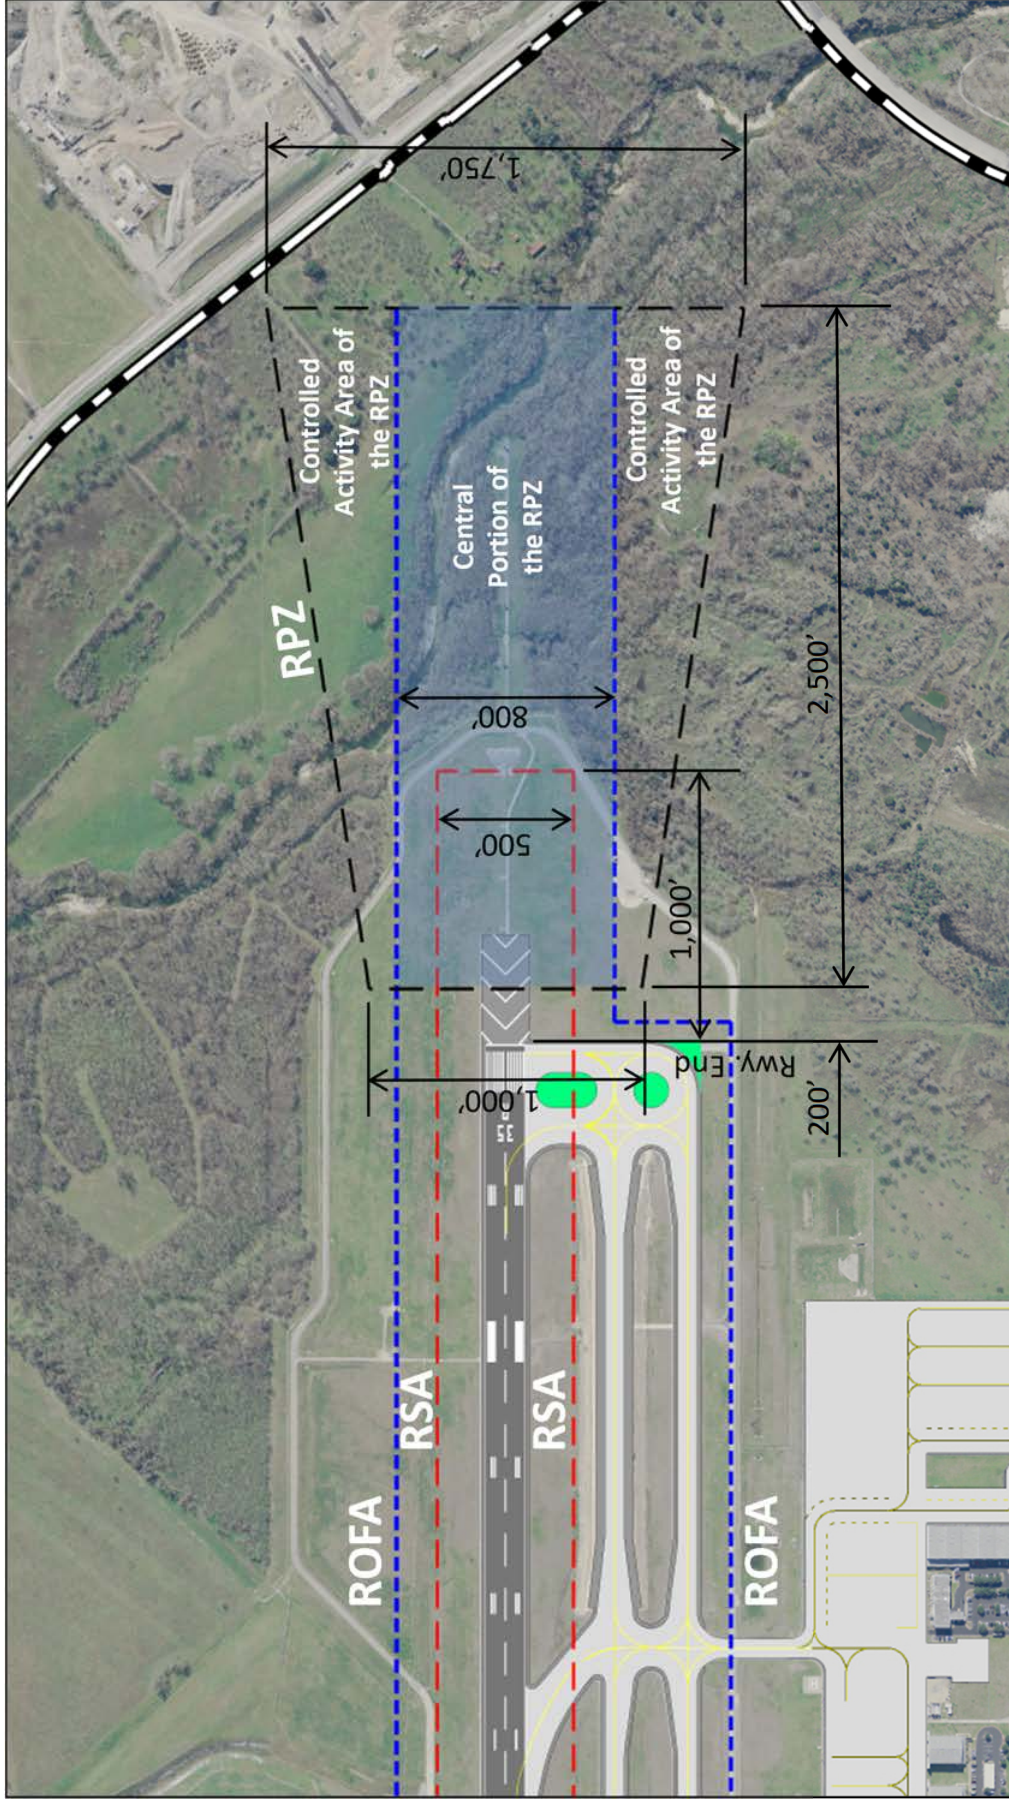 1,750’
Controlled
Activity Area of
the RPZ
Controlled
Activity Area of
the RPZ
Central
Portion of
the RPZ
RPZ
2,500’
800’
500’
1,000’
Rwy. End
1,000’
200’
35
RSA
RSA
ROFA
ROFA